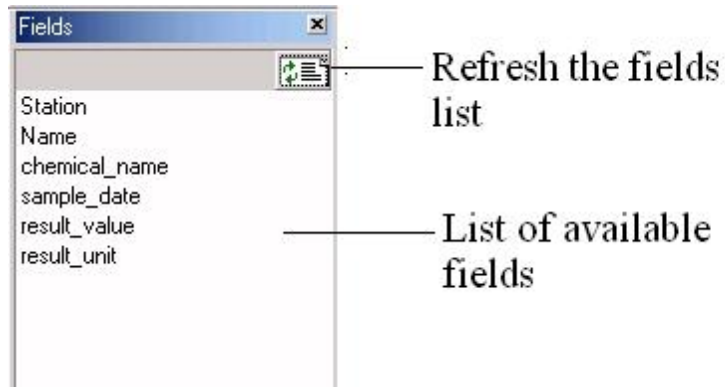 Fields
Refresh the fields
list
Station
Name
chemical_name
sample_date
result_value
result_unit
List of available
fields